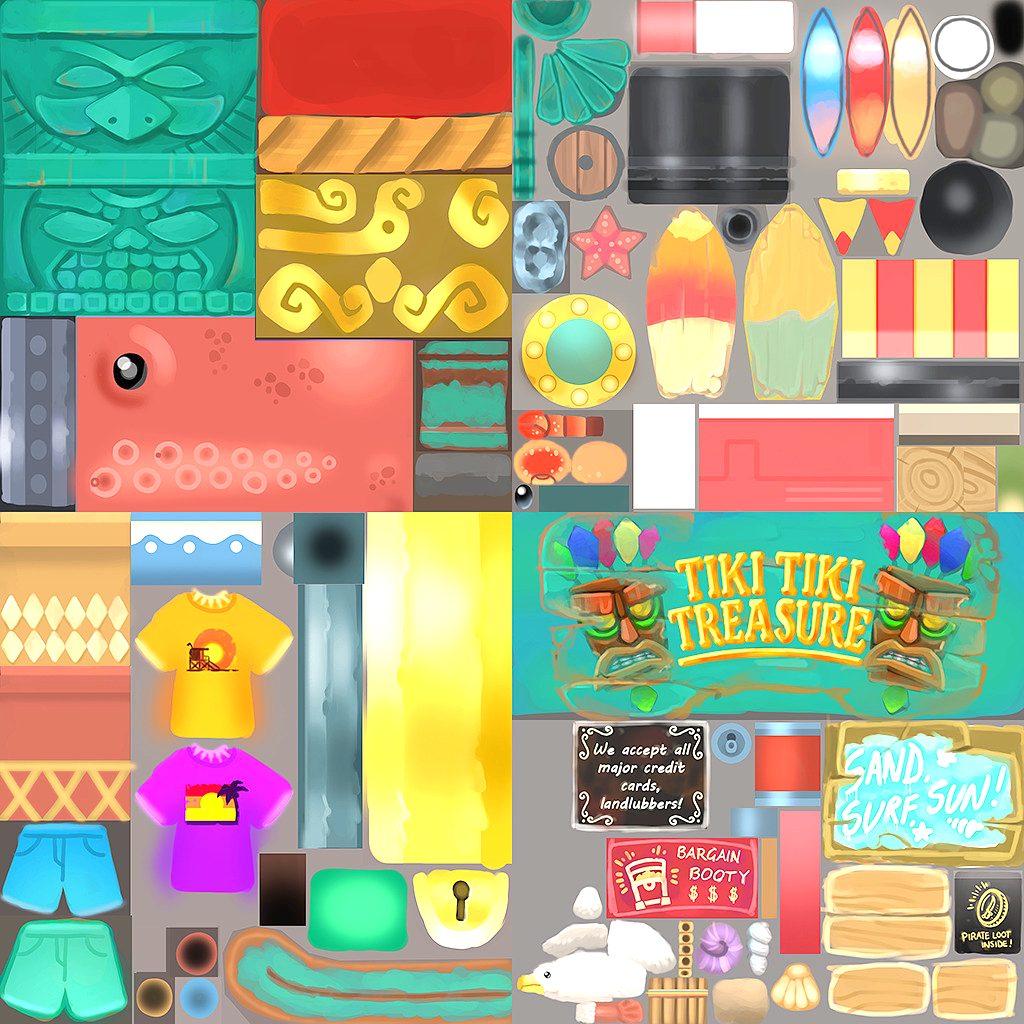 TIKI TIKI
TREASURE
We accept all
major credit
cards,
landlubbers!
SAND,
SURF, SUN!
BARGAIN
BOOTY
$ $ $
PIRATE LOOT
INSIDE!